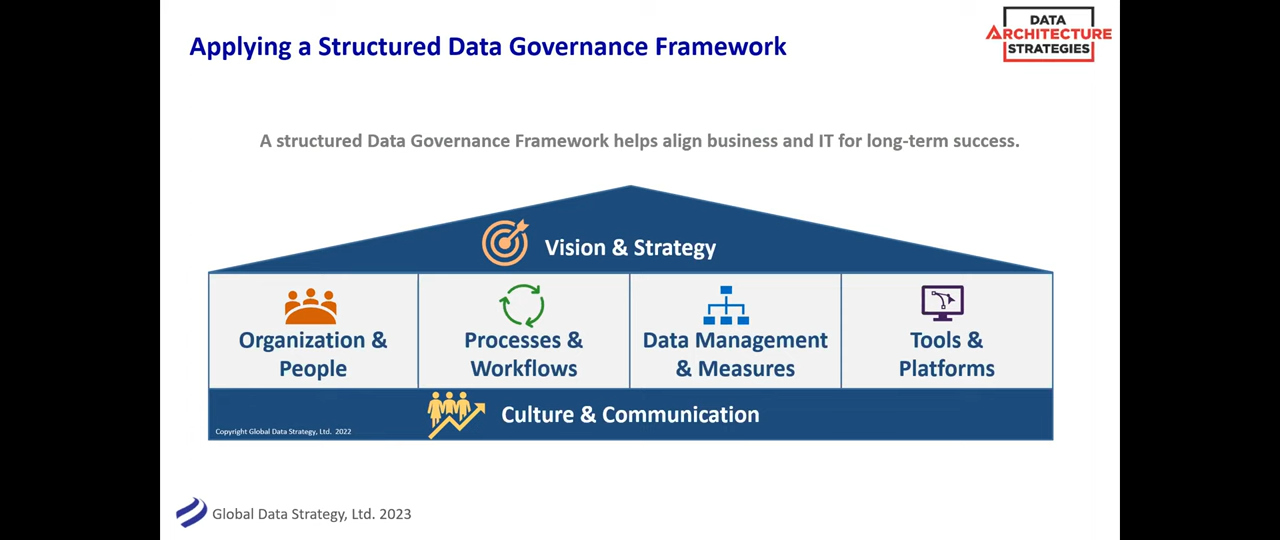 Applying a Structured Data Governance Framework
DATA
ARCHITECTURE
STRATEGIES
A structured Data Governance Framework helps align business and IT for long-term success.
Vision & Strategy
Organization &
People
Processes &
Workflows
Data Management
& Measures
Tools &
Platforms
Culture & Communication
Copyright Global Data Strategy, Ltd. 2022
Global Data Strategy, Ltd. 2023